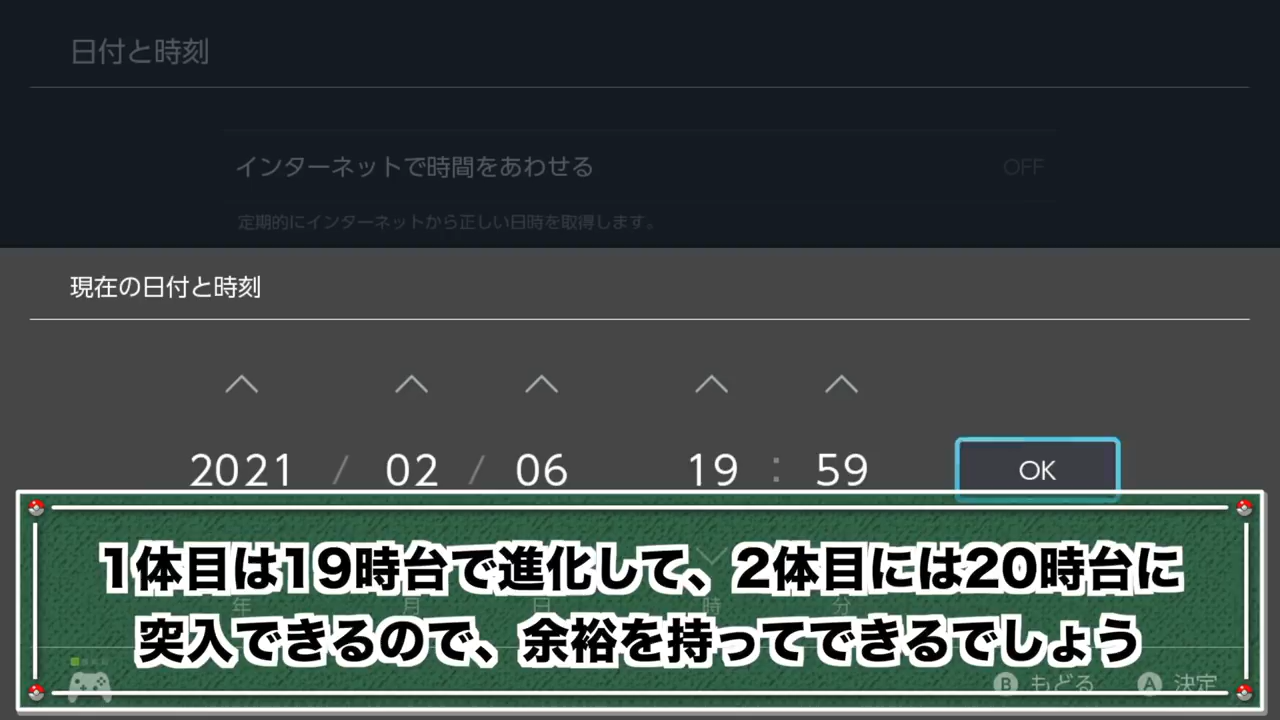 日付と時刻
インターネットで時間をあわせる OFF
定期的にインターネットから正しい日時を取得します。
現在の日付と時刻
2021 / 02 / 06 19 : 59 OK
1体目は19時台で進化して、2体目には20時台に
年 月 日 時 分
突入できるので、余裕を持ってできるでしょう
B もどる A 決定